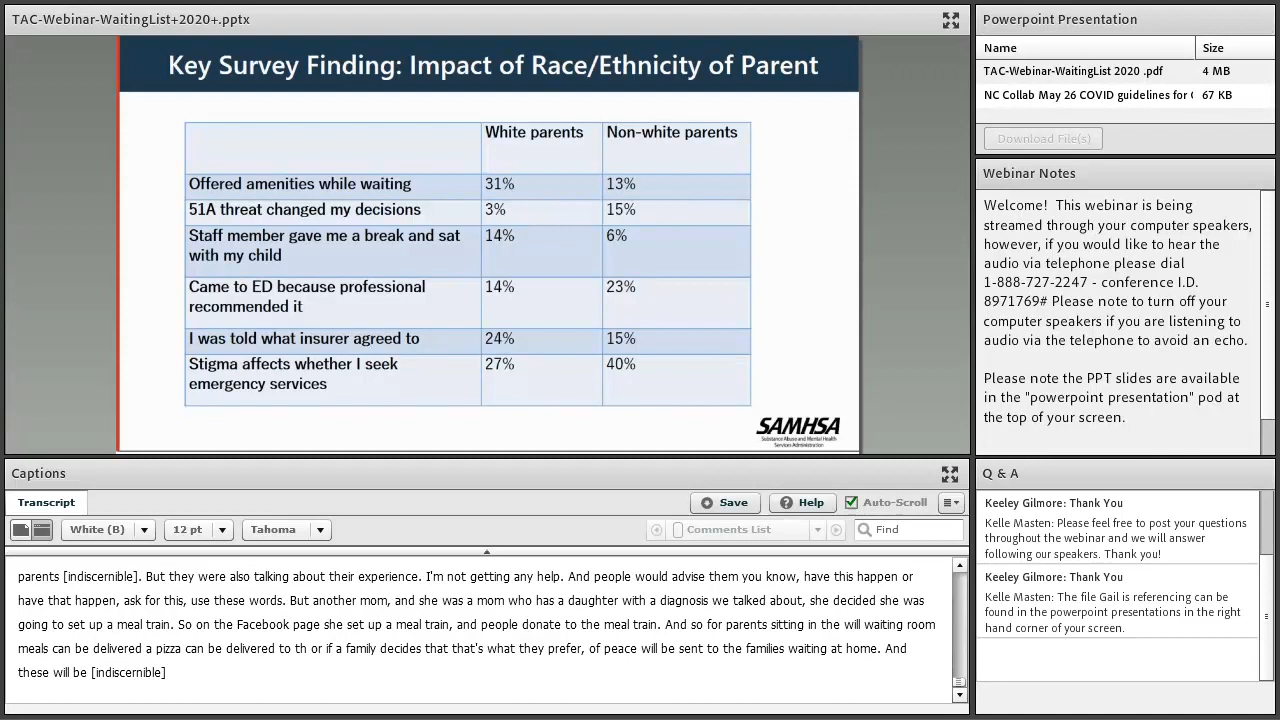 TAC-Webinar-WaitingList+2020+.pptx
Key Survey Finding: Impact of Race/Ethnicity of Parent
White parents Non-white parents
Offered amenities while waiting 31% 13%
51A threat changed my decisions 3% 15%
Staff member gave me a break and sat 14% 6%
with my child
Came to ED because professional 14% 23%
recommended it
I was told what insurer agreed to 24% 15%
Stigma affects whether I seek 27% 40%
emergency services
SAMHSA
Substance Abuse and Mental Health
Services Administration
Powerpoint Presentation
Name Size
TAC-Webinar-WaitingList 2020 .pdf 4 MB
NC Collab May 26 COVID guidelines for 67 KB
Download File(s)
Webinar Notes
Welcome!  This webinar is being
streamed through your computer speakers,
however, if you would like to hear the
audio via telephone please dial
1-888-727-2247 - conference I.D.
8971769# Please note to turn off your
computer speakers if you are listening to
audio via the telephone to avoid an echo.
Please note the PPT slides are available
in the "powerpoint presentation" pod at
the top of your screen.
Captions
Transcript
Save Help Auto-Scroll
White (B) 12 pt Tahoma Comments List Find
parents [indiscernible]. But they were also talking about their experience. I'm not getting any help. And people would advise them you know, have this happen or
have that happen, ask for this, use these words. But another mom, and she was a mom who has a daughter with a diagnosis we talked about, she decided she was
going to set up a meal train. So on the Facebook page she set up a meal train, and people donate to the meal train. And so for parents sitting in the will waiting room
meals can be delivered a pizza can be delivered to th or if a family decides that that's what they prefer, of peace will be sent to the families waiting at home. And
these will be [indiscernible]
Q & A
Keeley Gilmore: Thank You
Kelle Masten: Please feel free to post your questions
throughout the webinar and we will answer
following our speakers. Thank you!
Keeley Gilmore: Thank You
Kelle Masten: The file Gail is referencing can be
found in the powerpoint presentations in the right
hand corner of your screen.